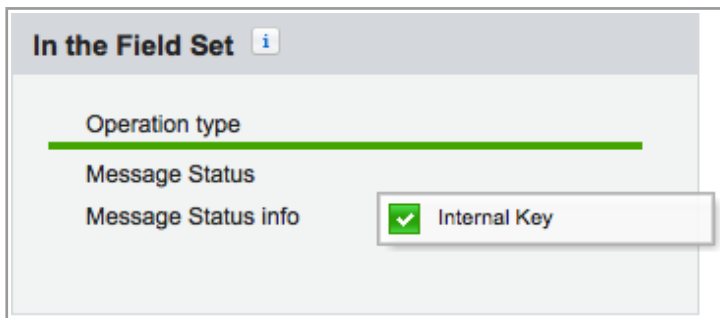 In the Field Set i
Operation type
Message Status
Message Status info
Internal Key